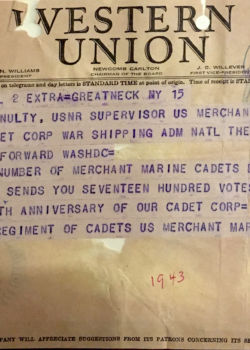 WESTERN
UNION
N. WILLIAMS
PRESIDENT
NEWCOMB CARLTON
CHAIRMAN OF THE BOARD
J. C. WILLEVER
FIRST VICE-PRESIDENT
on telegrams and day letters is STANDARD TIME at point of origin. Time of receipt is STANDARD
2 EXTRA=GREATNECK NY 15
NULTY, USNR SUPERVISOR US MERCHAN
ET CORP WAR SHIPPING ADM NATL THE
FORWARD WASHDC=
NUMBER OF MERCHANT MARINE CADETS
SENDS YOU SEVENTEEN HUNDRED VOTES
TH ANNIVERSARY OF OUR CADET CORP=
REGIMENT OF CADETS US MERCHANT MAR
1943
PANY WILL APPRECIATE SUGGESTIONS FROM ITS PATRONS CONCERNING ITS SE